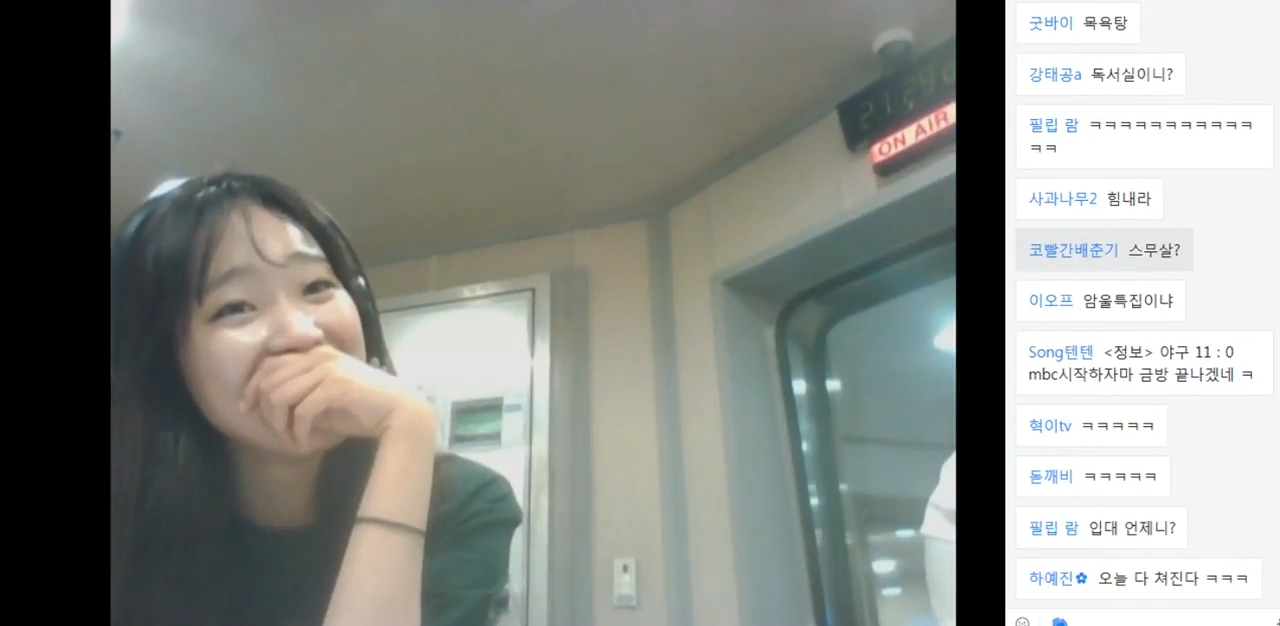 ON AIR
굿바이 목욕탕
강태공a 독서실이니?
필립 람 ㅋㅋㅋㅋㅋㅋㅋㅋㅋㅋㅋ
ㅋㅋ
사과나무2 힘내라
코빨간배춘기 스무살?
이오프 암울특집이냐
Song텐텐 <정보> 야구 11 : 0
mbc시작하자마 금방 끝나겠네 ㅋ
혁이tv ㅋㅋㅋㅋㅋ
돋깨비 ㅋㅋㅋㅋㅋ
필립 람 입대 언제니?
하예진✿ 오늘 다 쳐진다 ㅋㅋㅋ